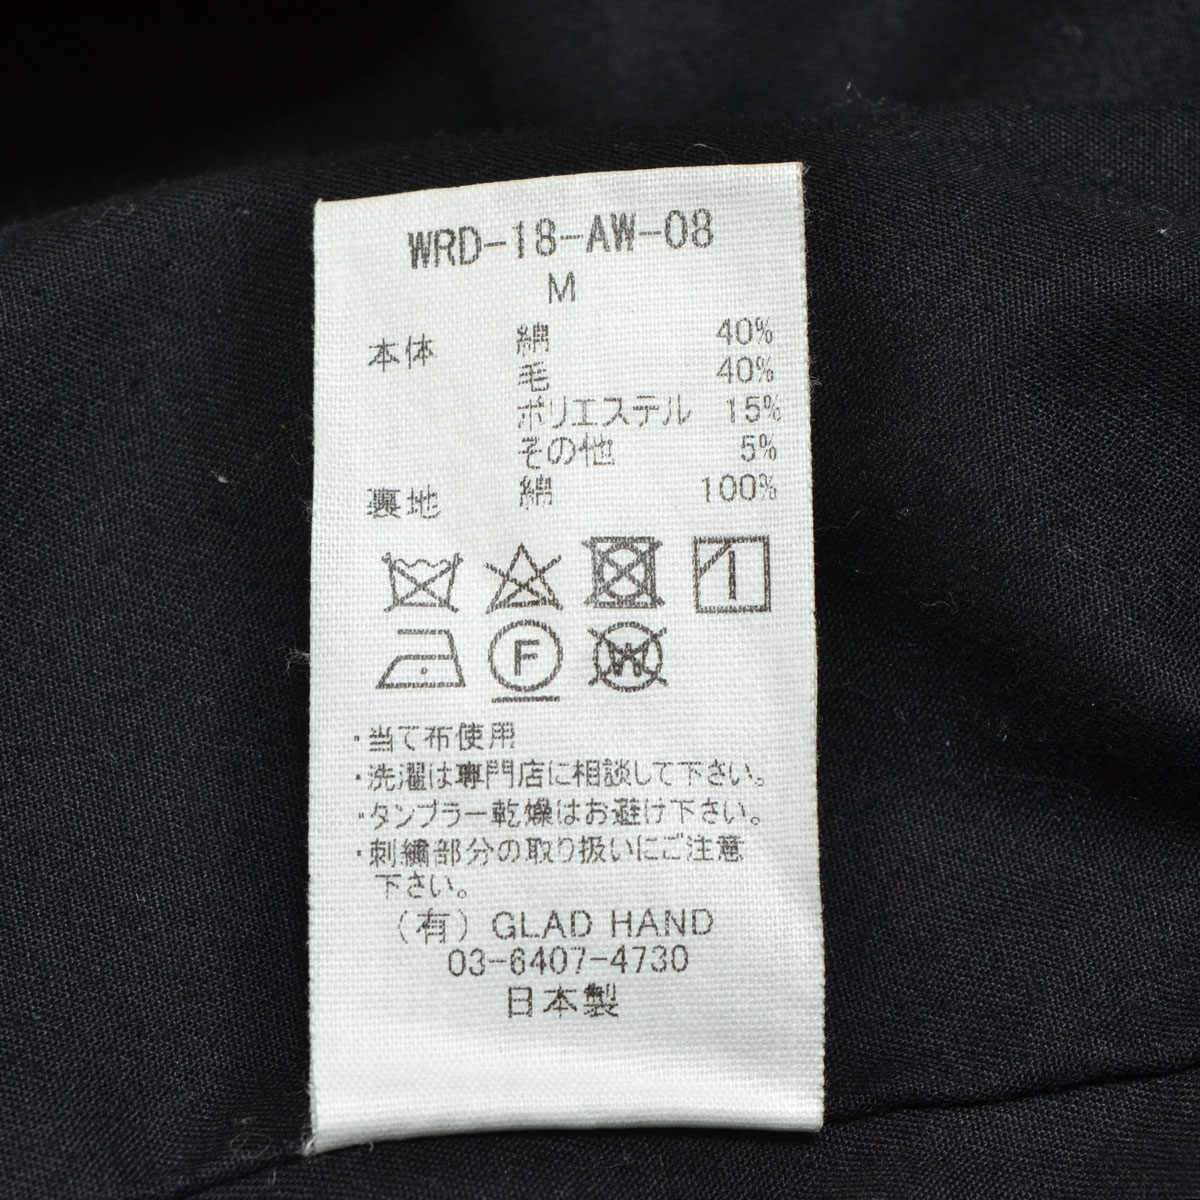 WRD-18-AW-08
M
本体 綿 40%
毛 40%
ポリエステル 15%
その他 5%
裏地 綿 100%
F W
・当て布使用
・洗濯は専門店に相談して下さい。
・タンブラー乾燥はお避け下さい。
・刺繍部分の取り扱いにご注意
下さい。
(有) GLAD HAND
03-6407-4730
日本製